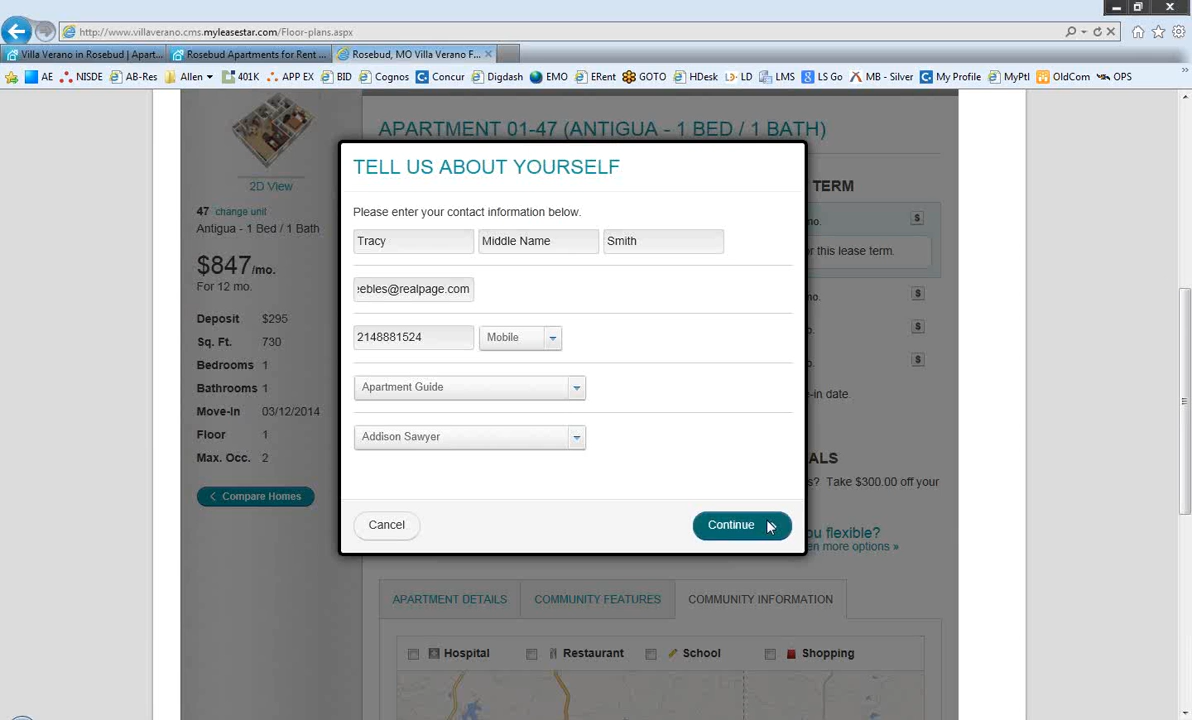 http://www.villaverano.cms.myleasestar.com/Floor-plans.aspx
Villa Verano in Rosebud | Apart...
Rosebud Apartments for Rent ...
Rosebud, MO Villa Verano F...
AE NISDE AB-Res Allen 401K APP EX BID Cognos Concur Digdash EMO ERent GOTO HDesk LD LMS LS Go MB - Silver My Profile MyPtl OldCom OPS
2D View
47 change unit
Antigua - 1 Bed / 1 Bath
$847/mo.
For 12 mo.
Deposit $295
Sq. Ft. 730
Bedrooms 1
Bathrooms 1
Move-In 03/12/2014
Floor 1
Max. Occ. 2
Compare Homes
APARTMENT 01-47 (ANTIGUA - 1 BED / 1 BATH)
TELL US ABOUT YOURSELF
Please enter your contact information below.
Tracy Middle Name Smith
ebles@realpage.com
2148881524 Mobile
Apartment Guide
Addison Sawyer
Cancel Continue
TERM
no. $
r this lease term.
no. $
$
$
-in date.
ALS
s? Take $300.00 off your
u flexible?
en more options »
APARTMENT DETAILS COMMUNITY FEATURES COMMUNITY INFORMATION
Hospital Restaurant School Shopping